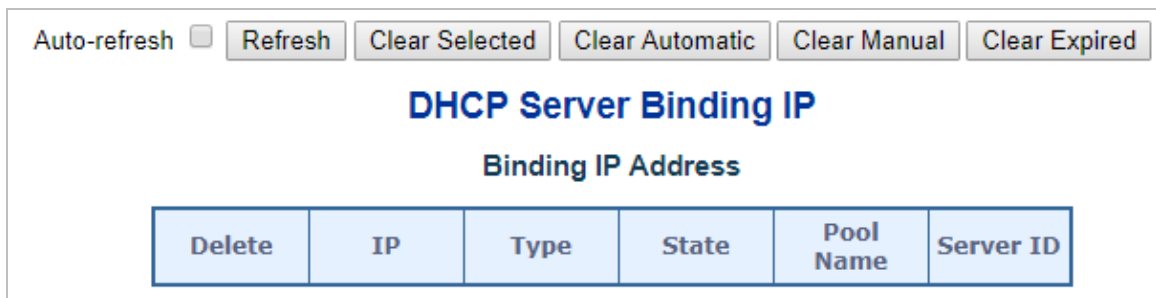 Auto-refresh Refresh Clear Selected Clear Automatic Clear Manual Clear Expired
DHCP Server Binding IP
Binding IP Address
Delete IP Type State Pool Name Server ID